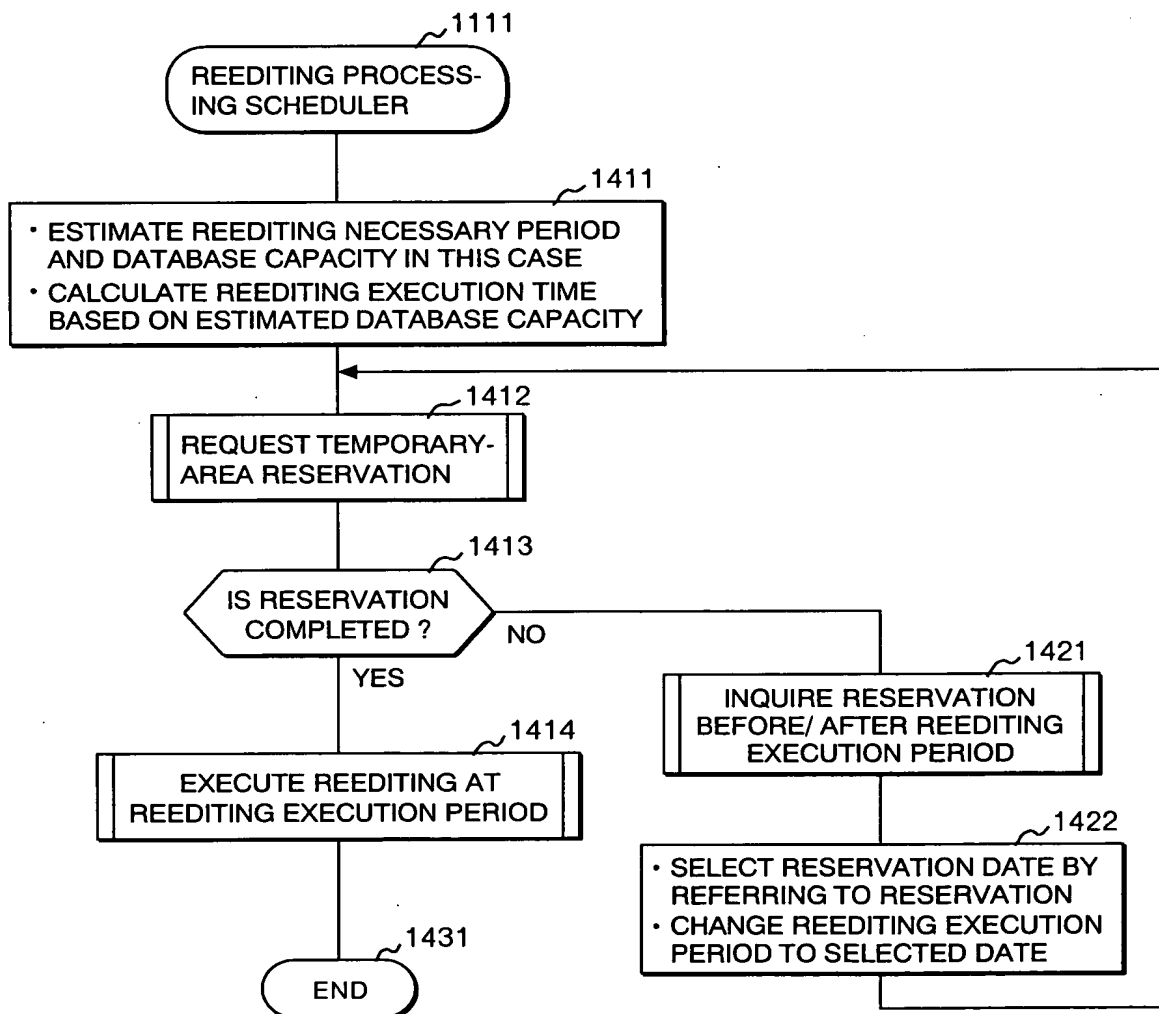 1111
REEDITING PROCESS-
ING SCHEDULER
1411
• ESTIMATE REEDITING NECESSARY PERIOD
AND DATABASE CAPACITY IN THIS CASE
• CALCULATE REEDITING EXECUTION TIME
BASED ON ESTIMATED DATABASE CAPACITY
1412
REQUEST TEMPORARY-
AREA RESERVATION
1413
IS RESERVATION
COMPLETED ?
NO
YES
1414
EXECUTE REEDITING AT
REEDITING EXECUTION PERIOD
1421
INQUIRE RESERVATION
BEFORE/ AFTER REEDITING
EXECUTION PERIOD
1422
• SELECT RESERVATION DATE BY
REFERRING TO RESERVATION
• CHANGE REEDITING EXECUTION
PERIOD TO SELECTED DATE
1431
END